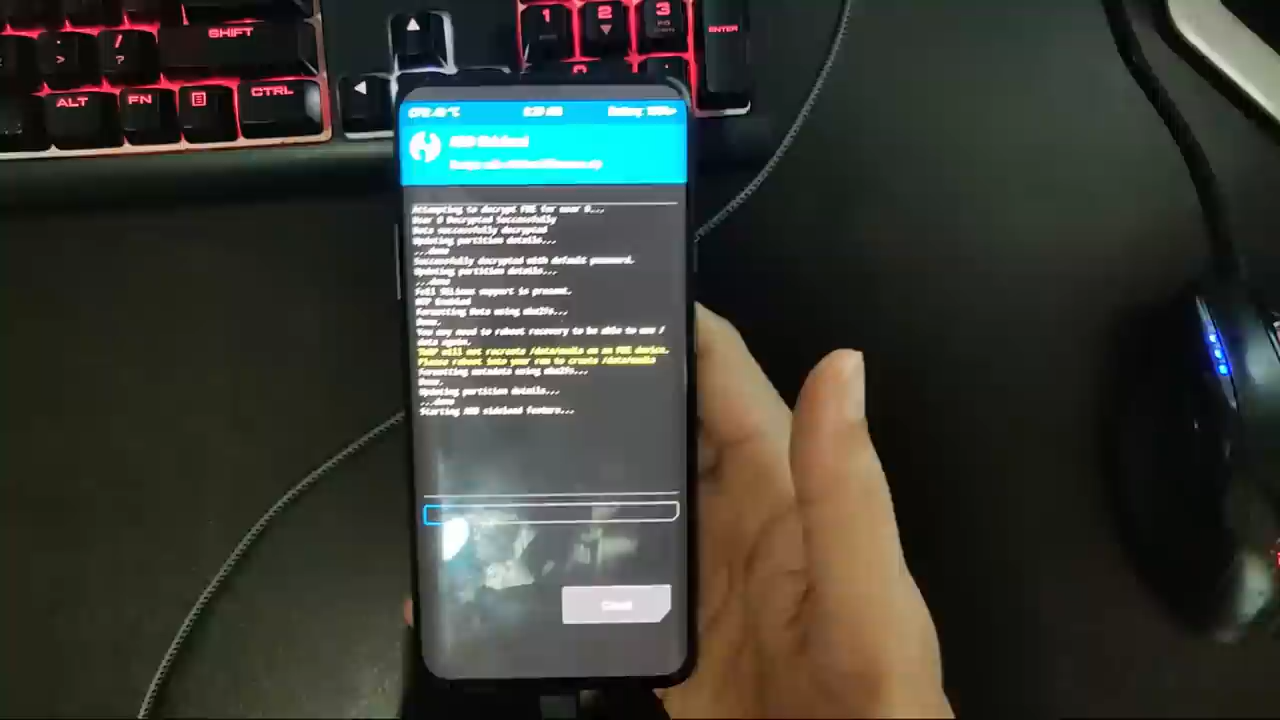 1
2
3
ENTER
SHIFT
>
/
?
ALT
FN
CTRL
ADB Sideload
Attempting to decrypt FBE for user 0...
User 0 Decrypted Successfully
Data successfully decrypted
Updating partition details...
...done
Successfully decrypted with default password.
Updating partition details...
...done
Full SELinux support is present.
MTP Enabled
Formatting Data using mke2fs...
Done.
You may need to reboot recovery to be able to use /
data again.
TWRP will not recreate /data/media on an FBE device.
Please reboot into your rom to create /data/media
Formatting metadata using mke2fs...
Done.
Updating partition details...
...done
Starting ADB sideload feature...
Cancel